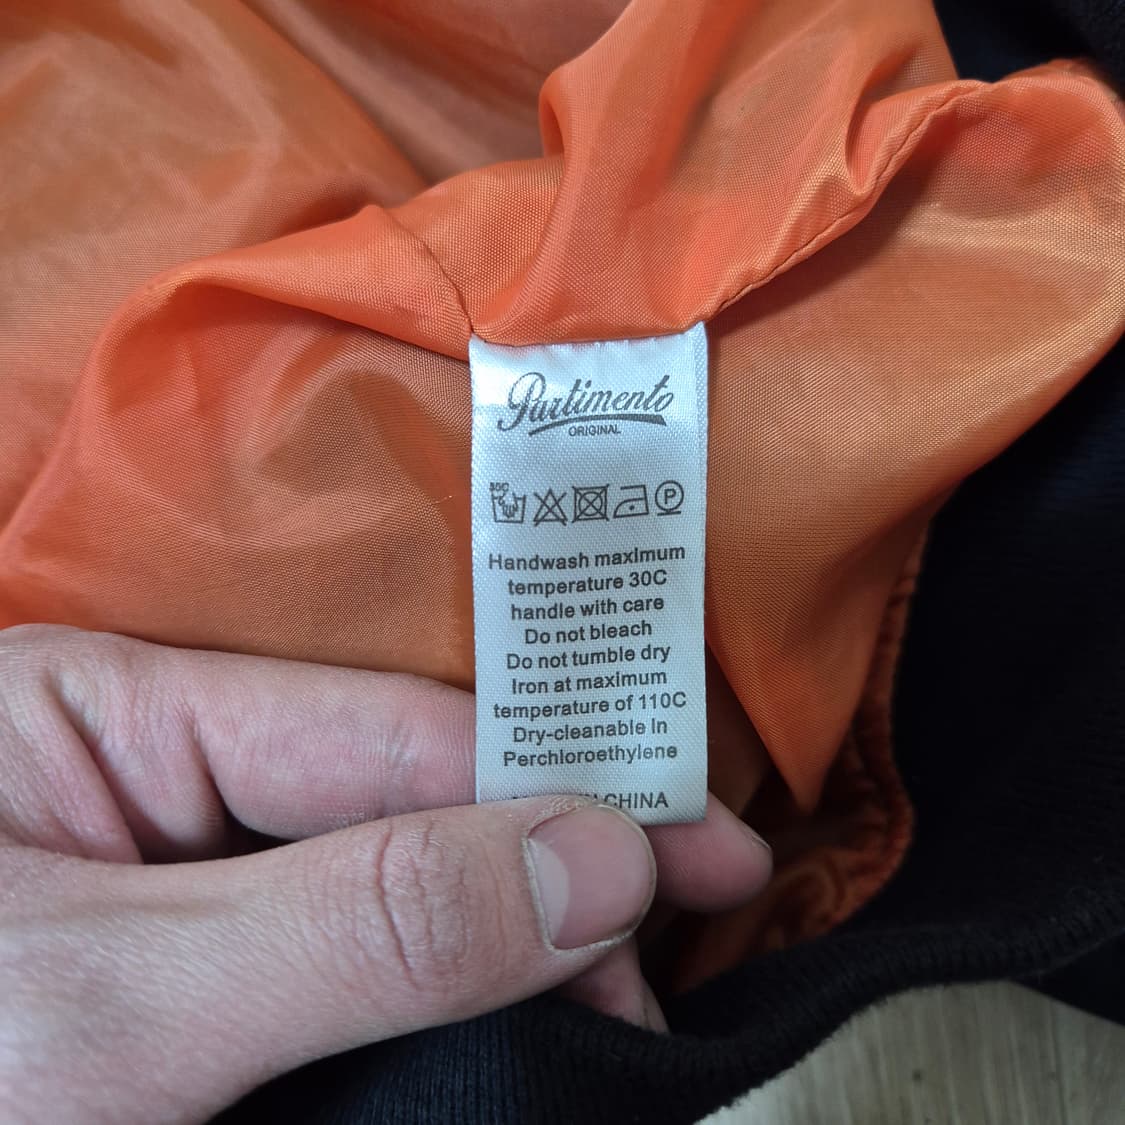 Partimento
ORIGINAL
30C
P
Handwash maximum
temperature 30C
handle with care
Do not bleach
Do not tumble dry
Iron at maximum
temperature of 110C
Dry-cleanable in
Perchloroethylene
CHINA